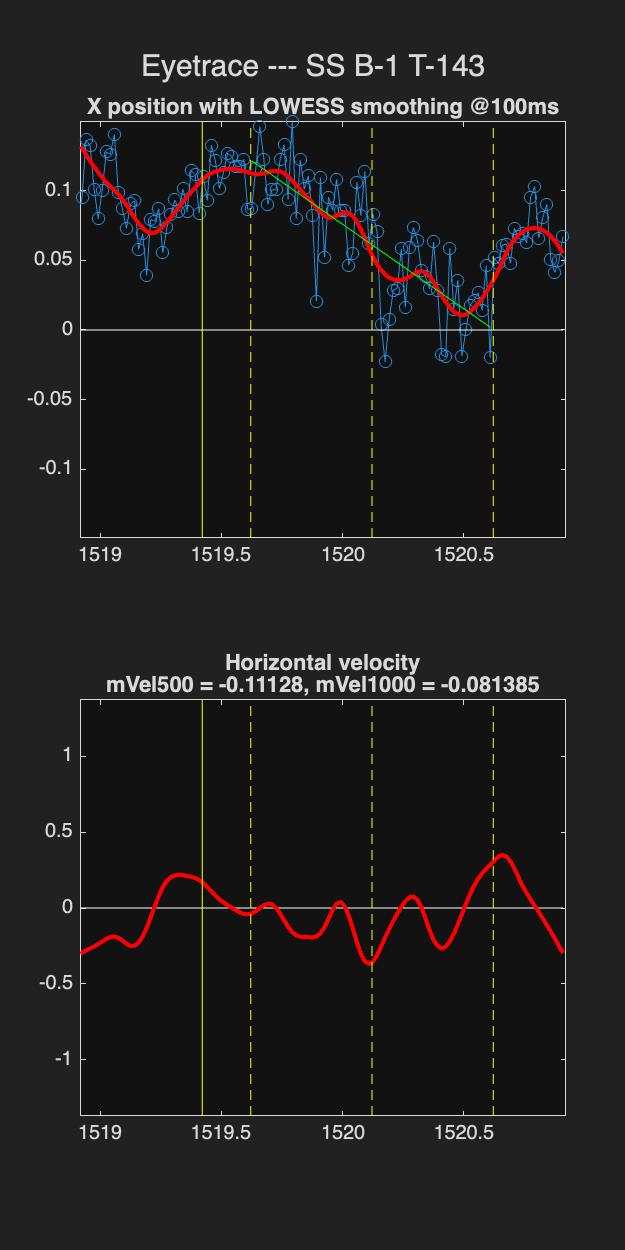 Eyetrace --- SS B-1 T-143
X position with LOWESS smoothing @100ms
0.1
0.05
0
-0.05
-0.1
1519 1519.5 1520 1520.5
Horizontal velocity
mVel500 = -0.11128, mVel1000 = -0.081385
1
0.5
0
-0.5
-1
1519 1519.5 1520 1520.5